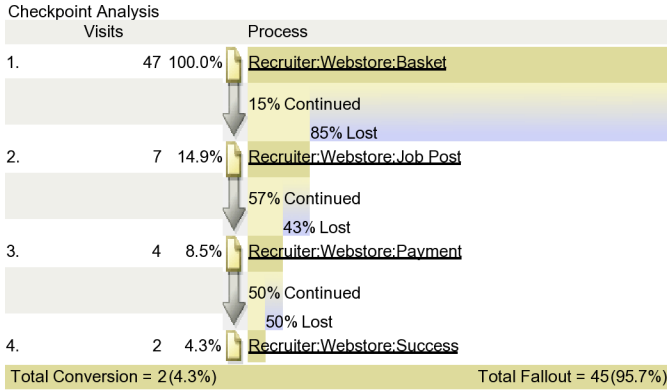 Checkpoint Analysis
Visits Process
1. 47 100.0% Recruiter:Webstore:Basket
15% Continued
85% Lost
2. 7 14.9% Recruiter:Webstore:Job Post
57% Continued
43% Lost
3. 4 8.5% Recruiter:Webstore:Payment
50% Continued
50% Lost
4. 2 4.3% Recruiter:Webstore:Success
Total Conversion = 2(4.3%) Total Fallout = 45(95.7%)